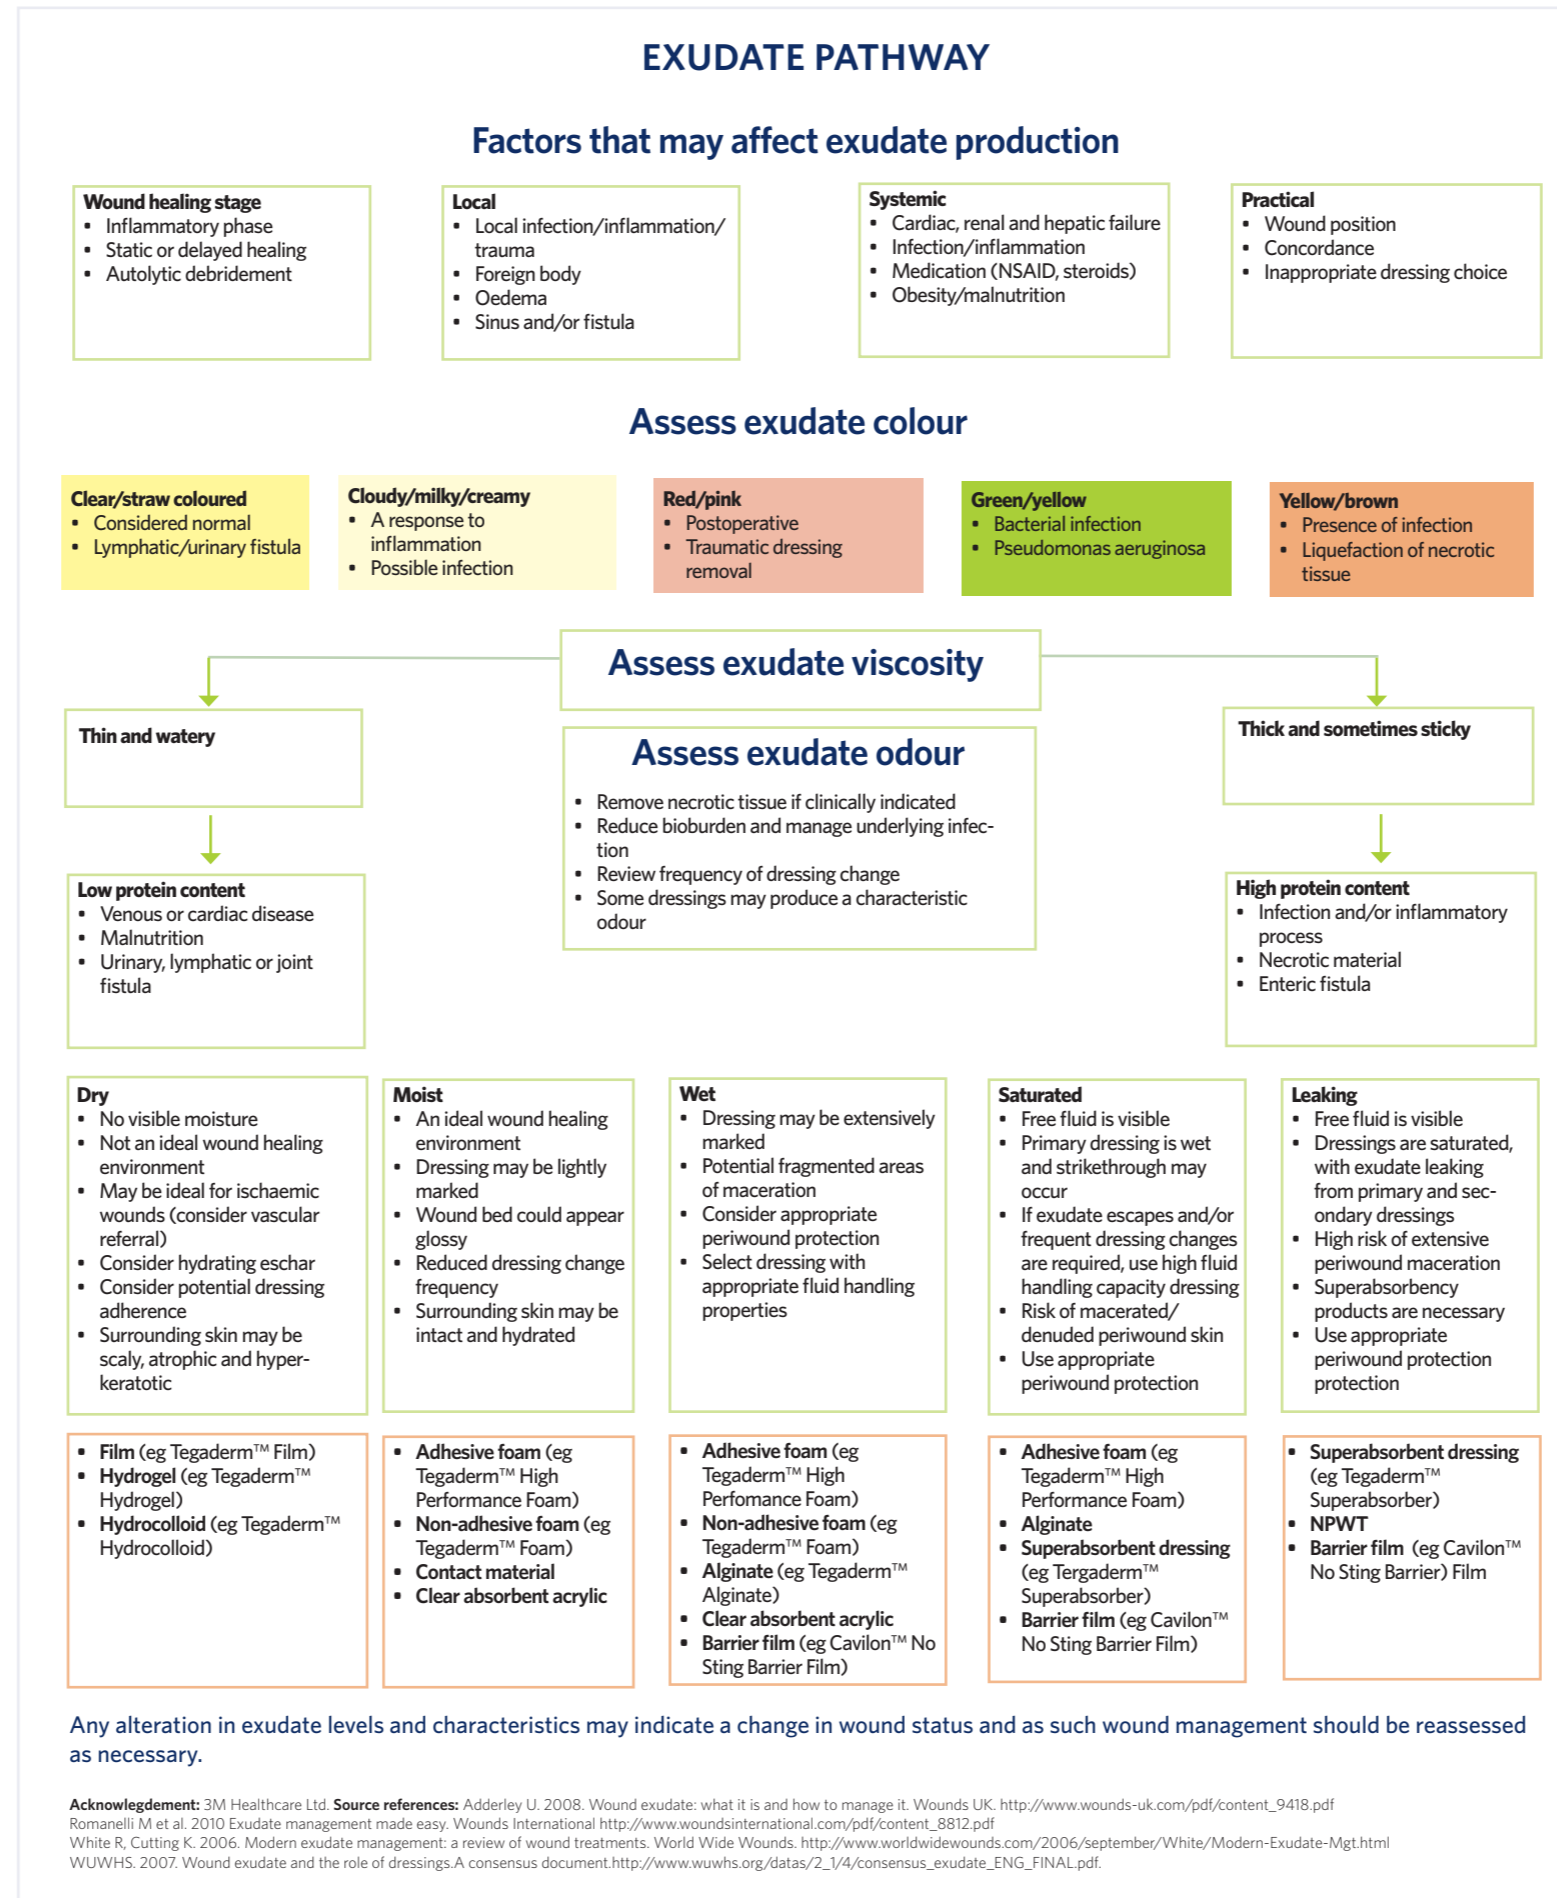 EXUDATE PATHWAY
Factors that may affect exudate production
Wound healing stage
▪ Inflammatory phase
▪ Static or delayed healing
▪ Autolytic debridement
Local
▪ Local infection/inflammation/
trauma
▪ Foreign body
▪ Oedema
▪ Sinus and/or fistula
Systemic
▪ Cardiac, renal and hepatic failure
▪ Infection/inflammation
▪ Medication (NSAID, steroids)
▪ Obesity/malnutrition
Practical
▪ Wound position
▪ Concordance
▪ Inappropriate dressing choice
Assess exudate colour
Clear/straw coloured
▪ Considered normal
▪ Lymphatic/urinary fistula
Cloudy/milky/creamy
▪ A response to
inflammation
▪ Possible infection
Red/pink
▪ Postoperative
▪ Traumatic dressing
removal
Green/yellow
▪ Bacterial infection
▪ Pseudomonas aeruginosa
Yellow/brown
▪ Presence of infection
▪ Liquefaction of necrotic
tissue
Assess exudate viscosity
Thin and watery
Thick and sometimes sticky
Assess exudate odour
▪ Remove necrotic tissue if clinically indicated
▪ Reduce bioburden and manage underlying infec-
tion
▪ Review frequency of dressing change
▪ Some dressings may produce a characteristic
odour
Low protein content
▪ Venous or cardiac disease
▪ Malnutrition
▪ Urinary, lymphatic or joint
fistula
High protein content
▪ Infection and/or inflammatory
process
▪ Necrotic material
▪ Enteric fistula
Dry
▪ No visible moisture
▪ Not an ideal wound healing
environment
▪ May be ideal for ischaemic
wounds (consider vascular
referral)
▪ Consider hydrating eschar
▪ Consider potential dressing
adherence
▪ Surrounding skin may be
scaly, atrophic and hyper-
keratotic
Moist
▪ An ideal wound healing
environment
▪ Dressing may be lightly
marked
▪ Wound bed could appear
glossy
▪ Reduced dressing change
frequency
▪ Surrounding skin may be
intact and hydrated
Wet
▪ Dressing may be extensively
marked
▪ Potential fragmented areas
of maceration
▪ Consider appropriate
periwound protection
▪ Select dressing with
appropriate fluid handling
properties
Saturated
▪ Free fluid is visible
▪ Primary dressing is wet
and strikethrough may
occur
▪ If exudate escapes and/or
frequent dressing changes
are required, use high fluid
handling capacity dressing
▪ Risk of macerated/
denuded periwound skin
▪ Use appropriate
periwound protection
Leaking
▪ Free fluid is visible
▪ Dressings are saturated,
with exudate leaking
from primary and sec-
ondary dressings
▪ High risk of extensive
periwound maceration
▪ Superabsorbency
products are necessary
▪ Use appropriate
periwound protection
protection
▪ Film (eg Tegaderm™ Film)
▪ Hydrogel (eg Tegaderm™
Hydrogel)
▪ Hydrocolloid (eg Tegaderm™
Hydrocolloid)
▪ Adhesive foam (eg
Tegaderm™ High
Performance Foam)
▪ Non-adhesive foam (eg
Tegaderm™ Foam)
▪ Contact material
▪ Clear absorbent acrylic
▪ Adhesive foam (eg
Tegaderm™ High
Perfomance Foam)
▪ Non-adhesive foam (eg
Tegaderm™ Foam)
▪ Alginate (eg Tegaderm™
Alginate)
▪ Clear absorbent acrylic
▪ Barrier film (eg Cavilon™ No
Sting Barrier Film)
▪ Adhesive foam (eg
Tegaderm™ High
Performance Foam)
▪ Alginate
▪ Superabsorbent dressing
(eg Tergaderm™
Superabsorber)
▪ Barrier film (eg Cavilon™
No Sting Barrier Film)
▪ Superabsorbent dressing
(eg Tegaderm™
Superabsorber)
▪ NPWT
▪ Barrier film (eg Cavilon™
No Sting Barrier) Film
Any alteration in exudate levels and characteristics may indicate a change in wound status and as such wound management should be reassessed
as necessary.
Acknowlegdement: 3M Healthcare Ltd. Source references: Adderley U. 2008. Wound exudate: what it is and how to manage it. Wounds UK. http://www.wounds-uk.com/pdf/content_9418.pdf
Romanelli M et al. 2010 Exudate management made easy. Wounds International http://www.woundsinternational.com/pdf/content_8812.pdf
White R, Cutting K. 2006. Modern exudate management: a review of wound treatments. World Wide Wounds. http://www.worldwidewounds.com/2006/september/White/Modern-Exudate-Mgt.html
WUWHS. 2007. Wound exudate and the role of dressings.A consensus document.http://www.wuwhs.org/datas/2_1/4/consensus_exudate_ENG_FINAL.pdf.